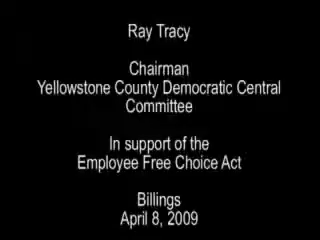 Ray Tracy
Chairman
Yellowstone County Democratic Central
Committee
In support of the
Employee Free Choice Act
Billings
April 8, 2009